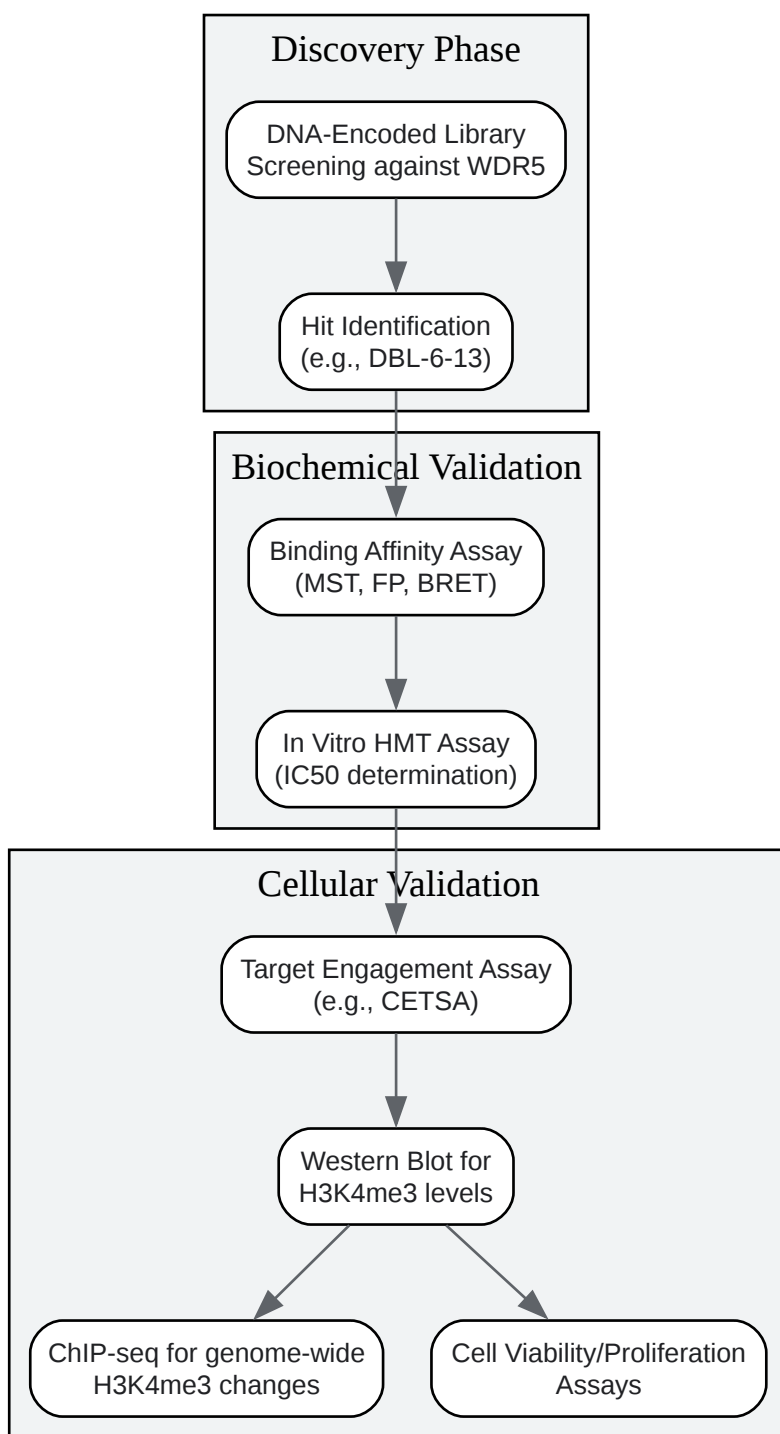 Discovery Phase
DNA-Encoded Library
Screening against WDR5
Hit Identification
(e.g., DBL-6-13)
Biochemical Validation
Binding Affinity Assay
(MST, FP, BRET)
In Vitro HMT Assay
(IC50 determination)
Cellular Validation
Target Engagement Assay
(e.g., CETSA)
Western Blot for
H3K4me3 levels
ChIP-seq for genome-wide
H3K4me3 changes
Cell Viability/Proliferation
Assays